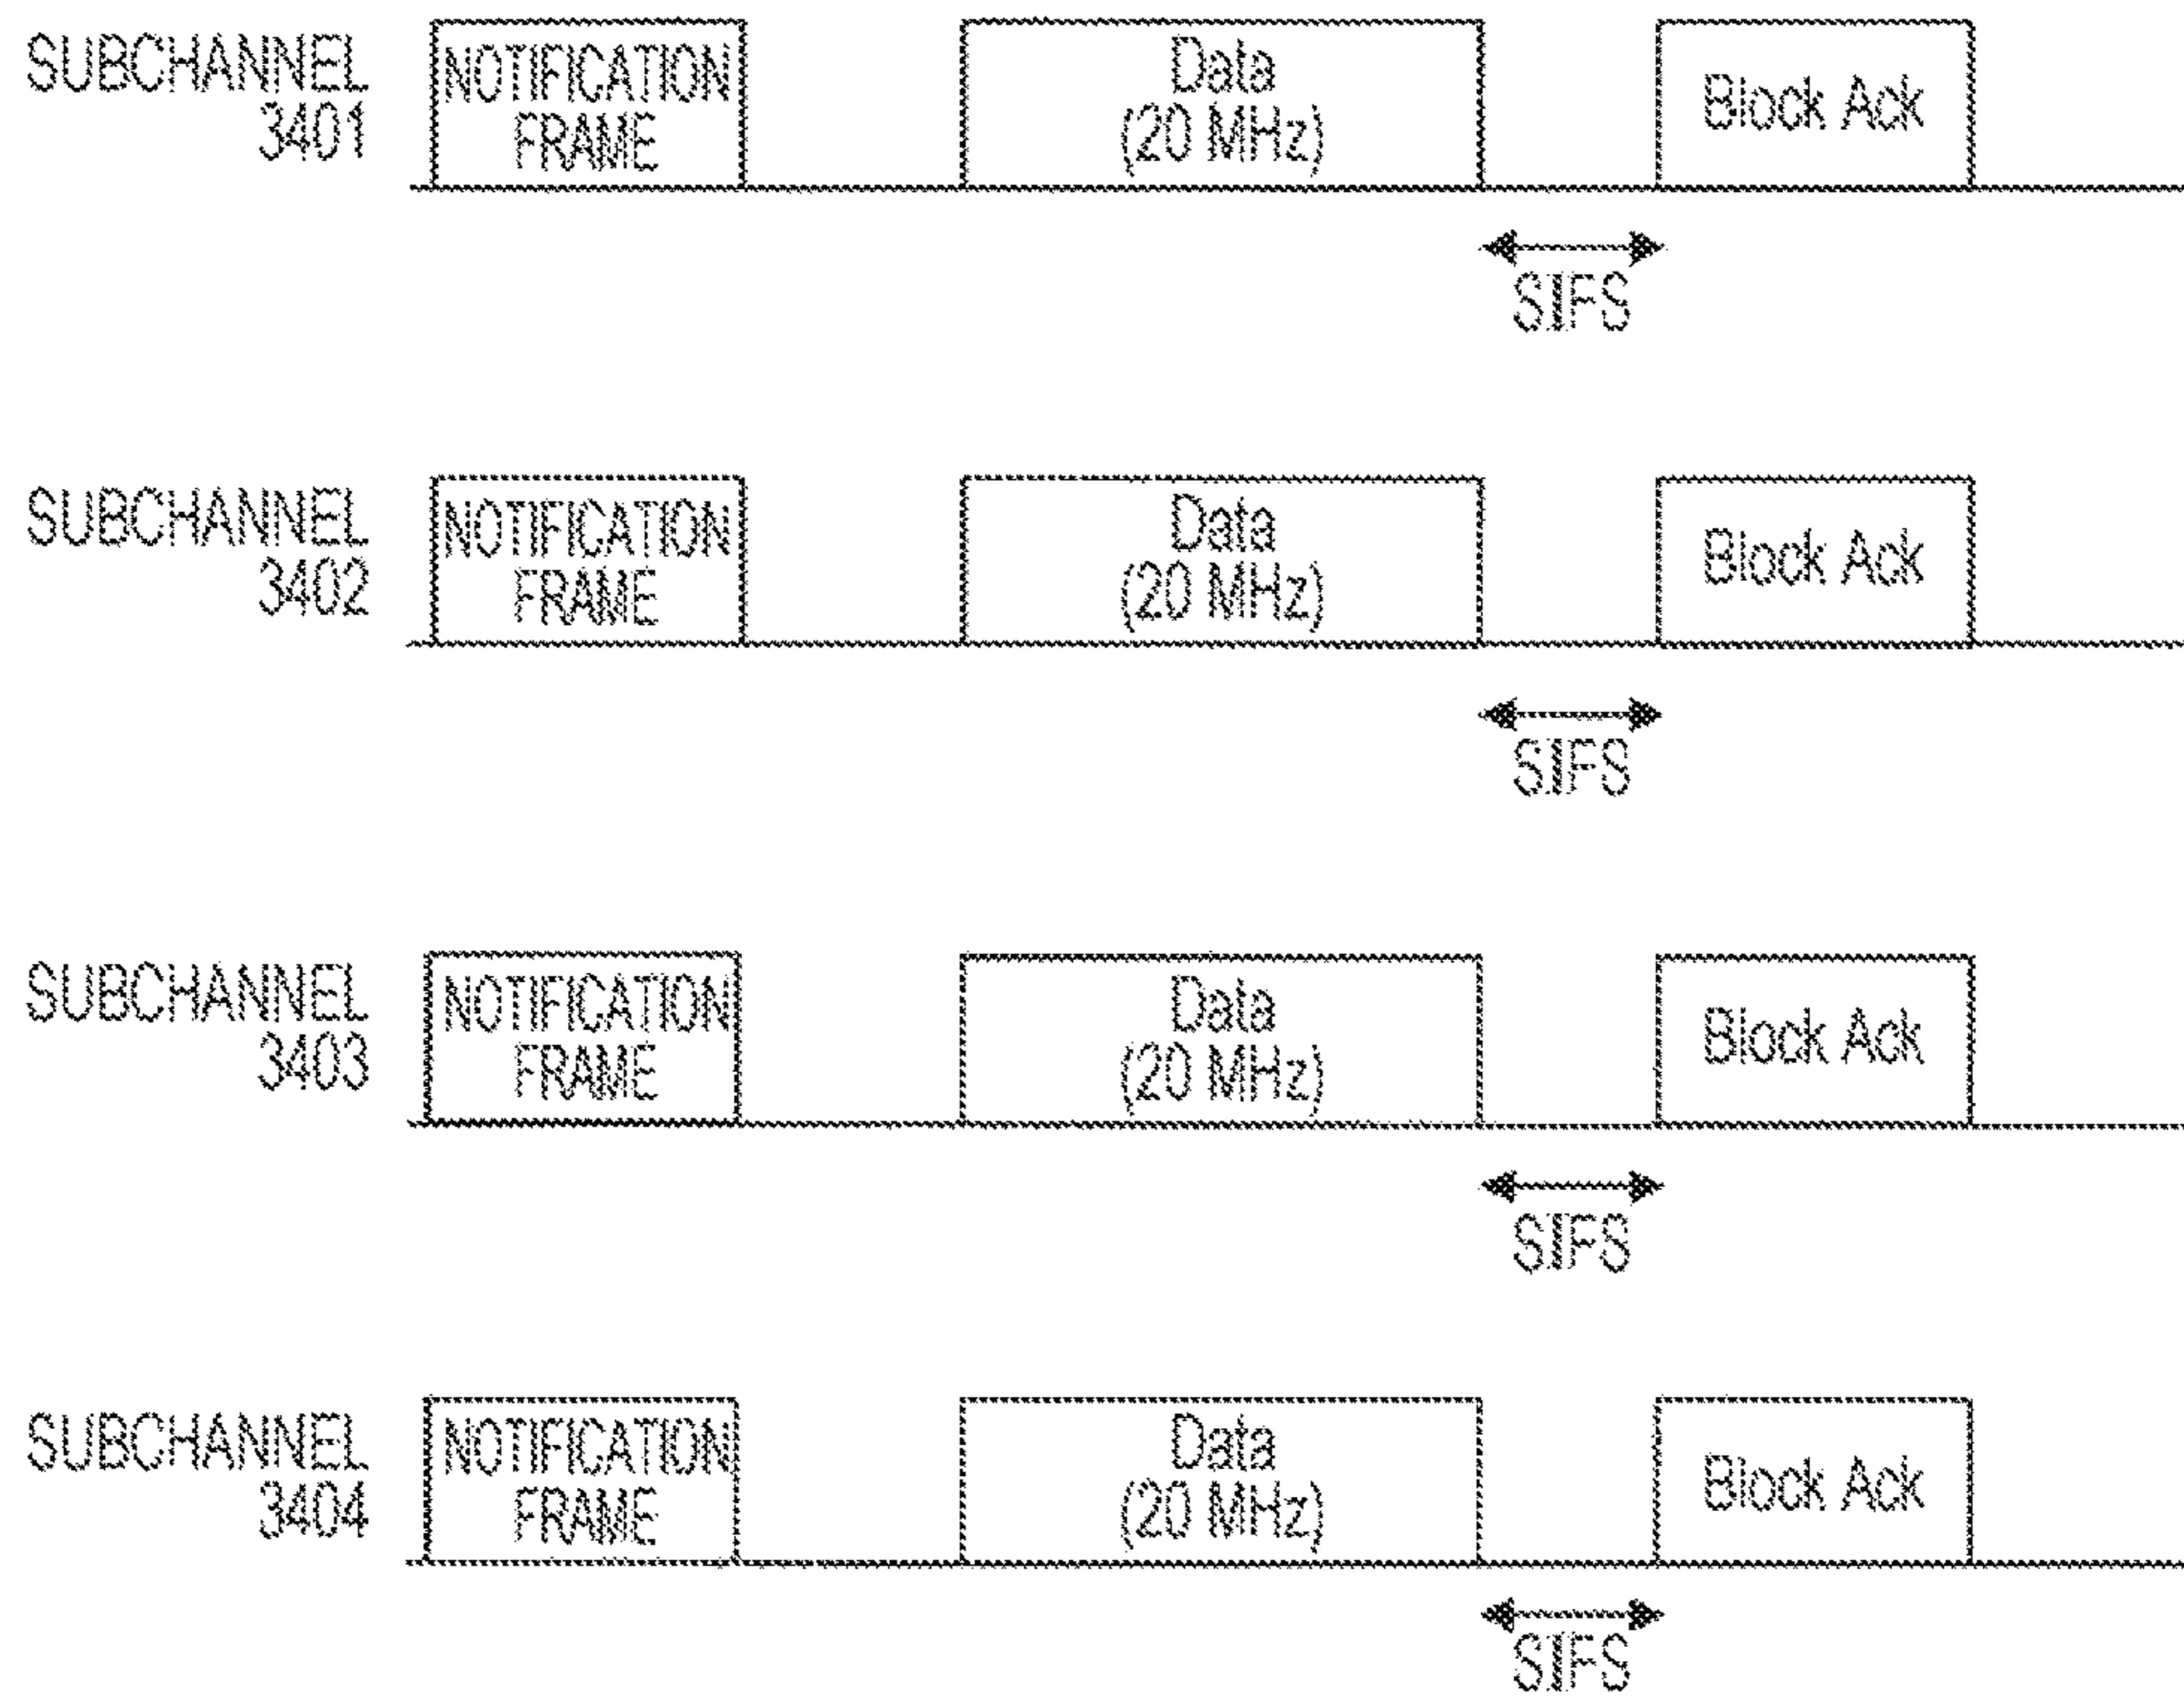 SUBCHANNEL
3401
NOTIFICATION
FRAME
Data
(20 MHz)
Block Ack
SIFS
SUBCHANNEL
3402
NOTIFICATION
FRAME
Data
(20 MHz)
Block Ack
SIFS
SUBCHANNEL
3403
NOTIFICATION
FRAME
Data
(20 MHz)
Block Ack
SIFS
SUBCHANNEL
3404
NOTIFICATION
FRAME
Data
(20 MHz)
Block Ack
SIFS